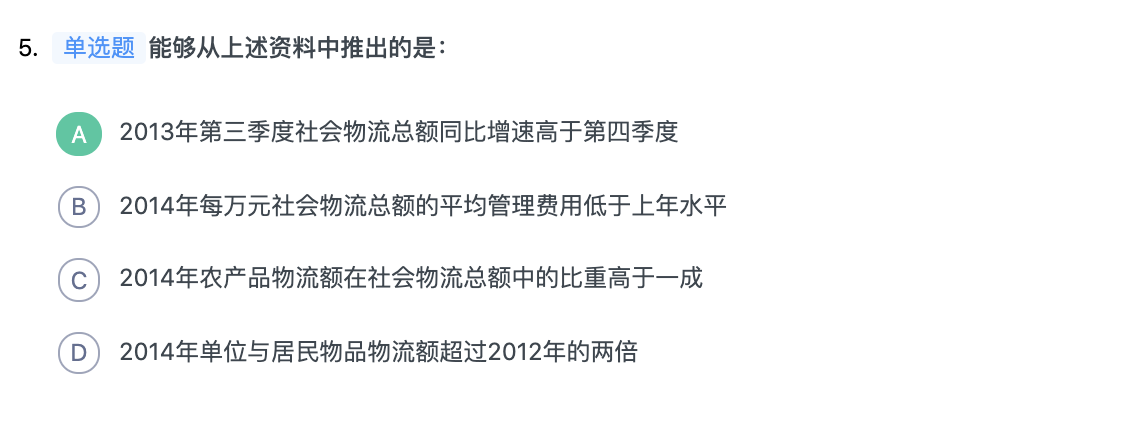 5. 单选题 能够从上述资料中推出的是：
A 2013年第三季度社会物流总额同比增速高于第四季度
B 2014年每万元社会物流总额的平均管理费用低于上年水平
C 2014年农产品物流额在社会物流总额中的比重高于一成
D 2014年单位与居民物品物流额超过2012年的两倍